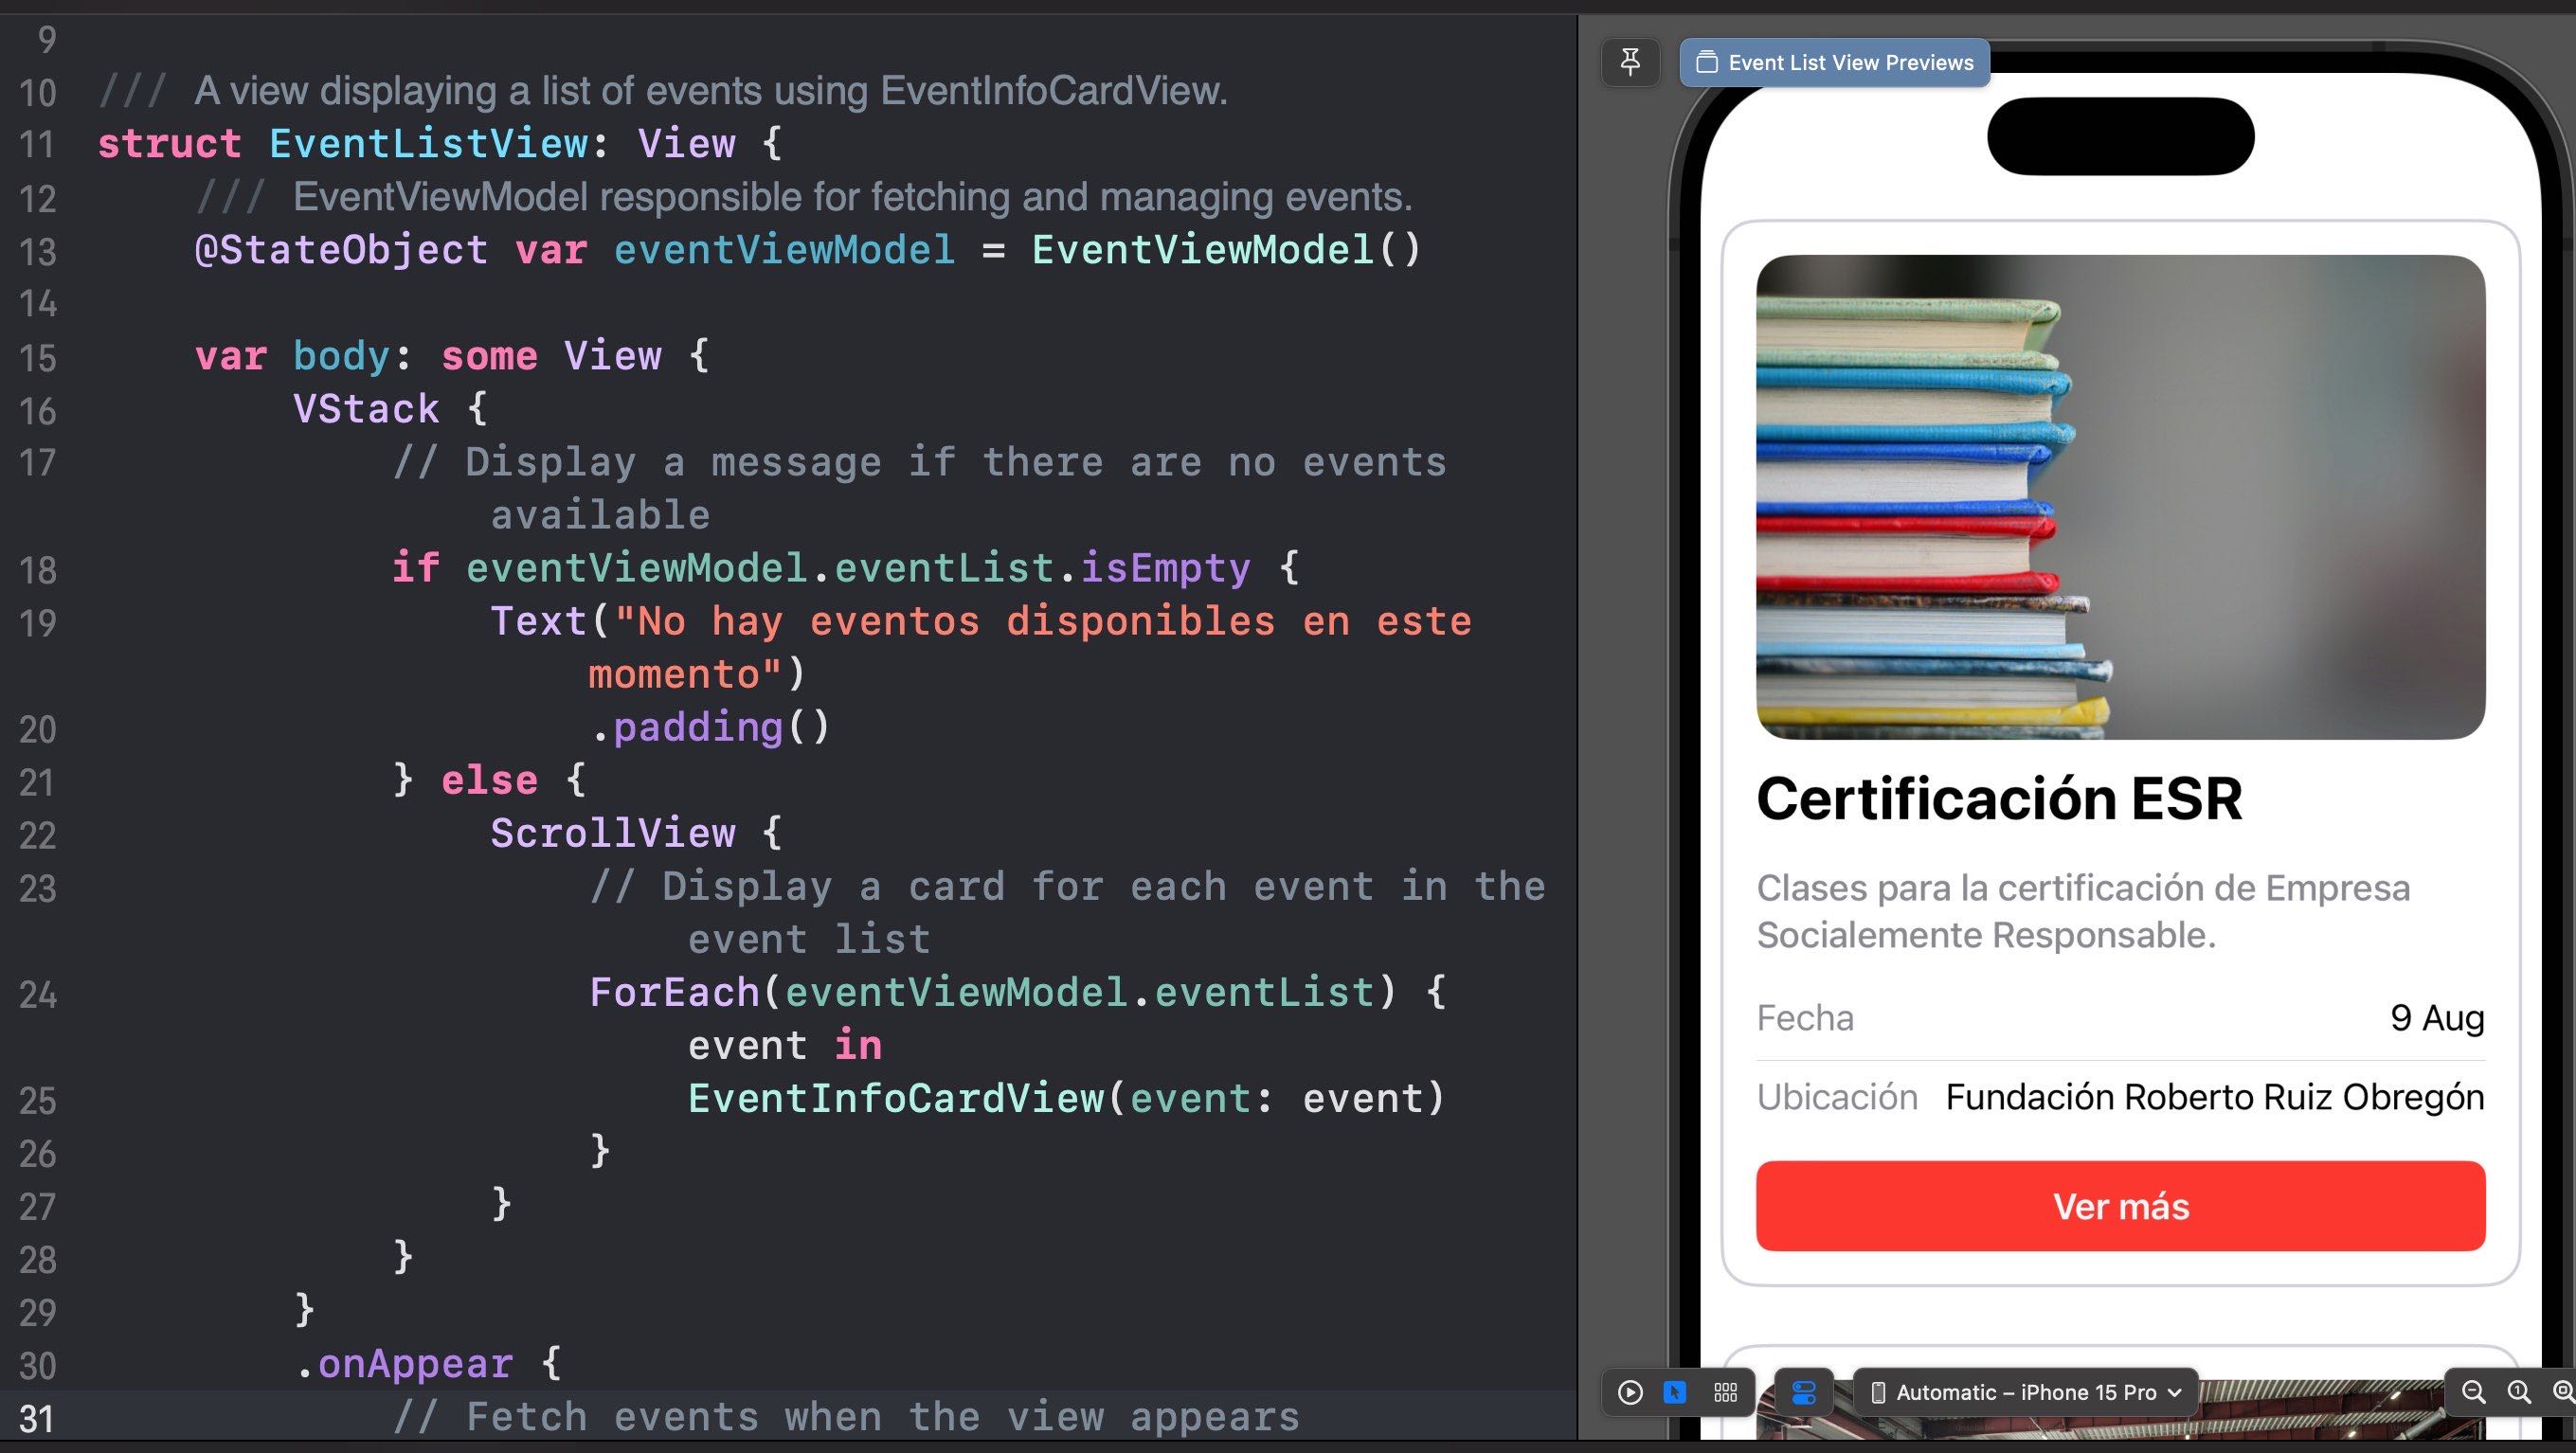 9
10 /// A view displaying a list of events using EventInfoCardView.
11 struct EventListView: View {
12 /// EventViewModel responsible for fetching and managing events.
13 @StateObject var eventViewModel = EventViewModel()
14
15 var body: some View {
16 VStack {
17 // Display a message if there are no events
available
18 if eventViewModel.eventList.isEmpty {
19 Text("No hay eventos disponibles en este
momento")
20 .padding()
21 } else {
22 ScrollView {
23 // Display a card for each event in the
event list
24 ForEach(eventViewModel.eventList) {
event in
25 EventInfoCardView(event: event)
26 }
27 }
28 }
29 }
30 .onAppear {
31 // Fetch events when the view appears
Event List View Previews
Certificación ESR
Clases para la certificación de Empresa
Socialemente Responsable.
Fecha 9 Aug
Ubicación Fundación Roberto Ruiz Obregón
Ver más
Automatic – iPhone 15 Pro